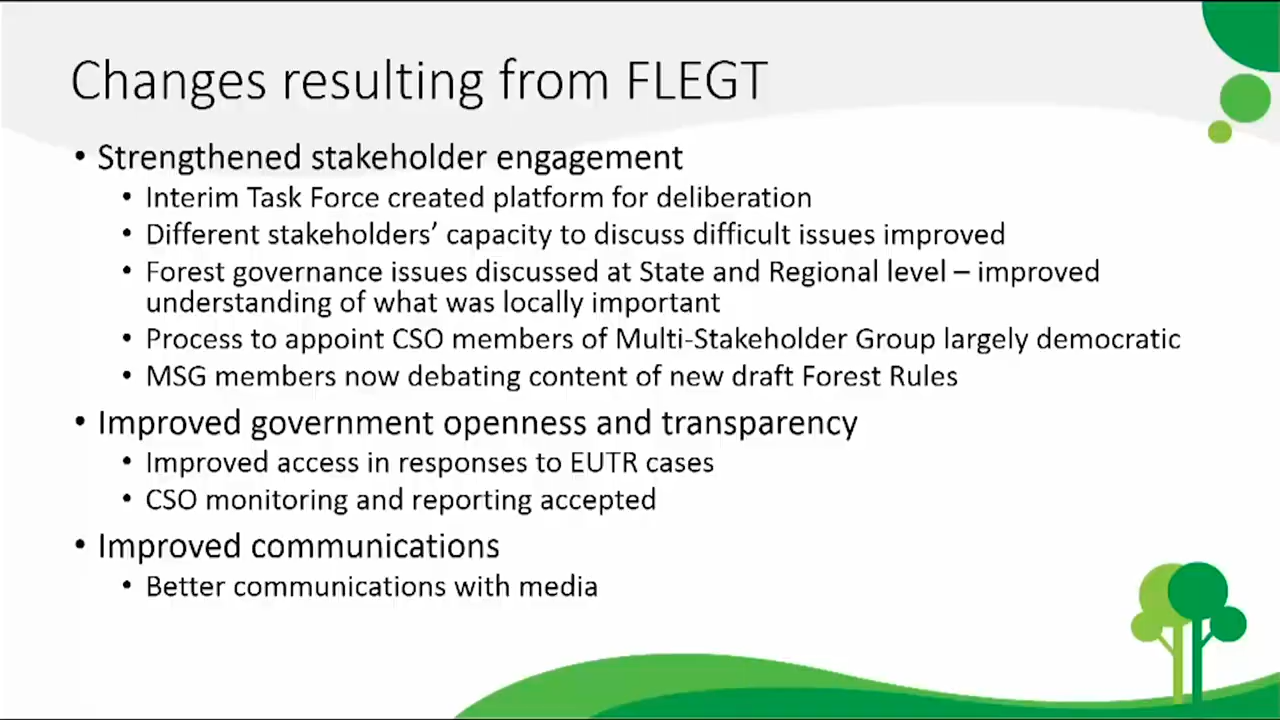 Changes resulting from FLEGT
• Strengthened stakeholder engagement
• Interim Task Force created platform for deliberation
• Different stakeholders’ capacity to discuss difficult issues improved
• Forest governance issues discussed at State and Regional level – improved
understanding of what was locally important
• Process to appoint CSO members of Multi-Stakeholder Group largely democratic
• MSG members now debating content of new draft Forest Rules
• Improved government openness and transparency
• Improved access in responses to EUTR cases
• CSO monitoring and reporting accepted
• Improved communications
• Better communications with media